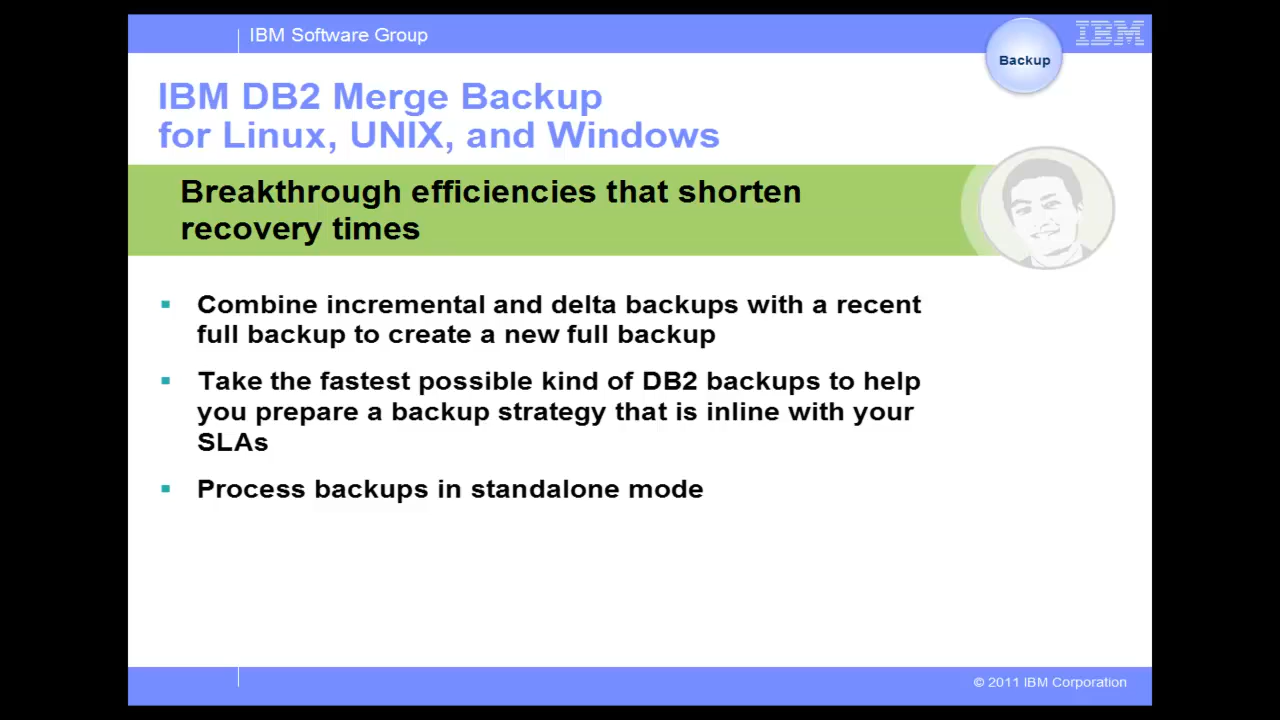 IBM Software Group
IBM
Backup
IBM DB2 Merge Backup
for Linux, UNIX, and Windows
Breakthrough efficiencies that shorten
recovery times
Combine incremental and delta backups with a recent
full backup to create a new full backup
Take the fastest possible kind of DB2 backups to help
you prepare a backup strategy that is inline with your
SLAs
Process backups in standalone mode
© 2011 IBM Corporation